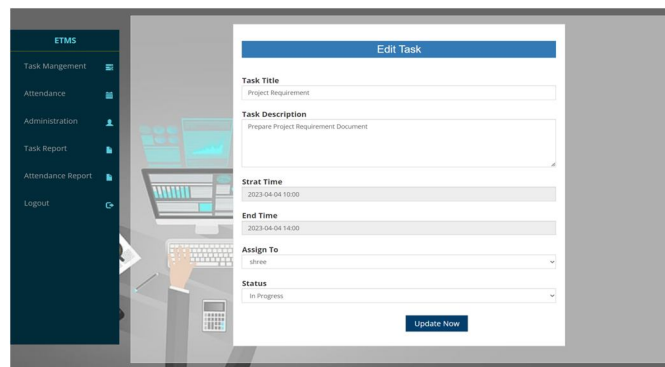 ETMS
Task Mangement
Attendance
Administration
Task Report
Attendance Report
Logout
Edit Task
Task Title
Project Requirement
Task Description
Prepare Project Requirement Document
Strat Time
2023-04-04 10:00
End Time
2023-04-04 14:00
Assign To
shree
Status
In Progress
Update Now